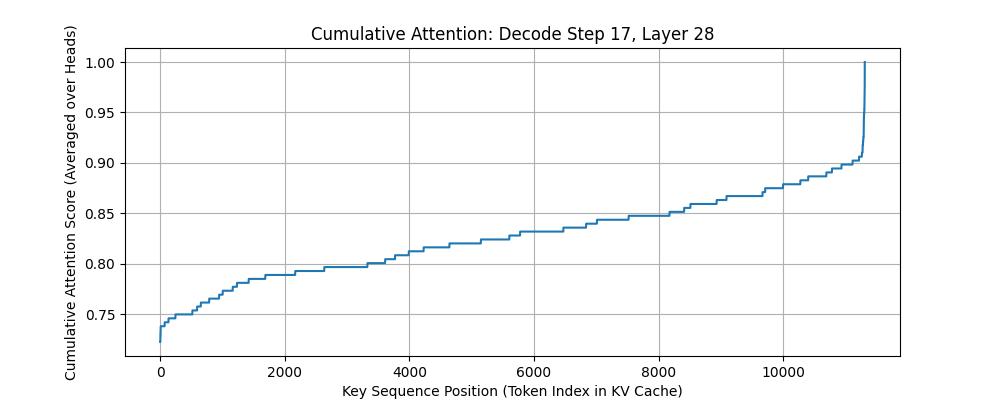 Cumulative Attention: Decode Step 17, Layer 28
Cumulative Attention Score (Averaged over Heads)
1.00
0.95
0.90
0.85
0.80
0.75
0 2000 4000 6000 8000 10000
Key Sequence Position (Token Index in KV Cache)